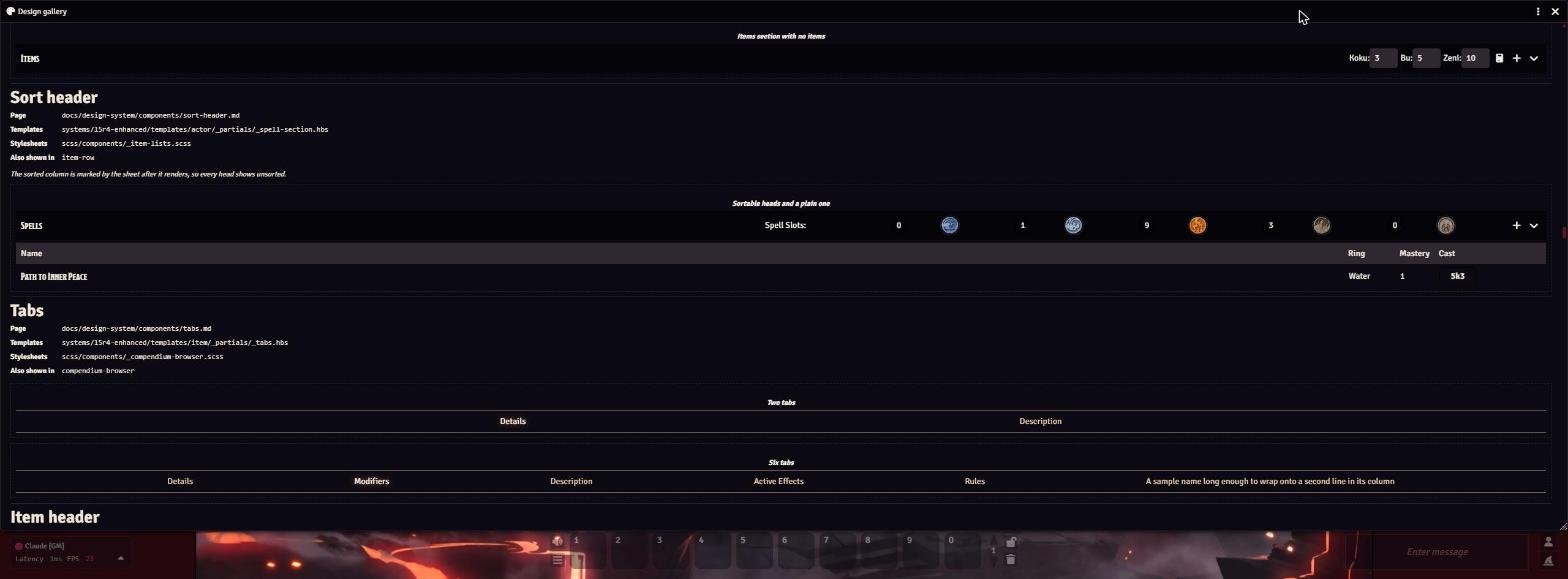 Design gallery
Items section with no items
Items Koku: 3 Bu: 5 Zeni: 10
Sort header
Page docs/design-system/components/sort-header.md
Templates systems/l5r4-enhanced/templates/actor/_partials/_spell-section.hbs
Stylesheets scss/components/_item-lists.scss
Also shown in item-row
The sorted column is marked by the sheet after it renders, so every head shows unsorted.
Sortable heads and a plain one
Spells Spell Slots: 0 1 9 3 0
Name Ring Mastery Cast
Path to Inner Peace Water 1 5k3
Tabs
Page docs/design-system/components/tabs.md
Templates systems/l5r4-enhanced/templates/item/_partials/_tabs.hbs
Stylesheets scss/components/_compendium-browser.scss
Also shown in compendium-browser
Two tabs
Details Description
Six tabs
Details Modifiers Description Active Effects Rules A sample name long enough to wrap onto a second line in its column
Item header
Claude [GM]
Latency 1ms FPS 23
1 2 3 4 5 6 7 8 9 0 1
Enter message